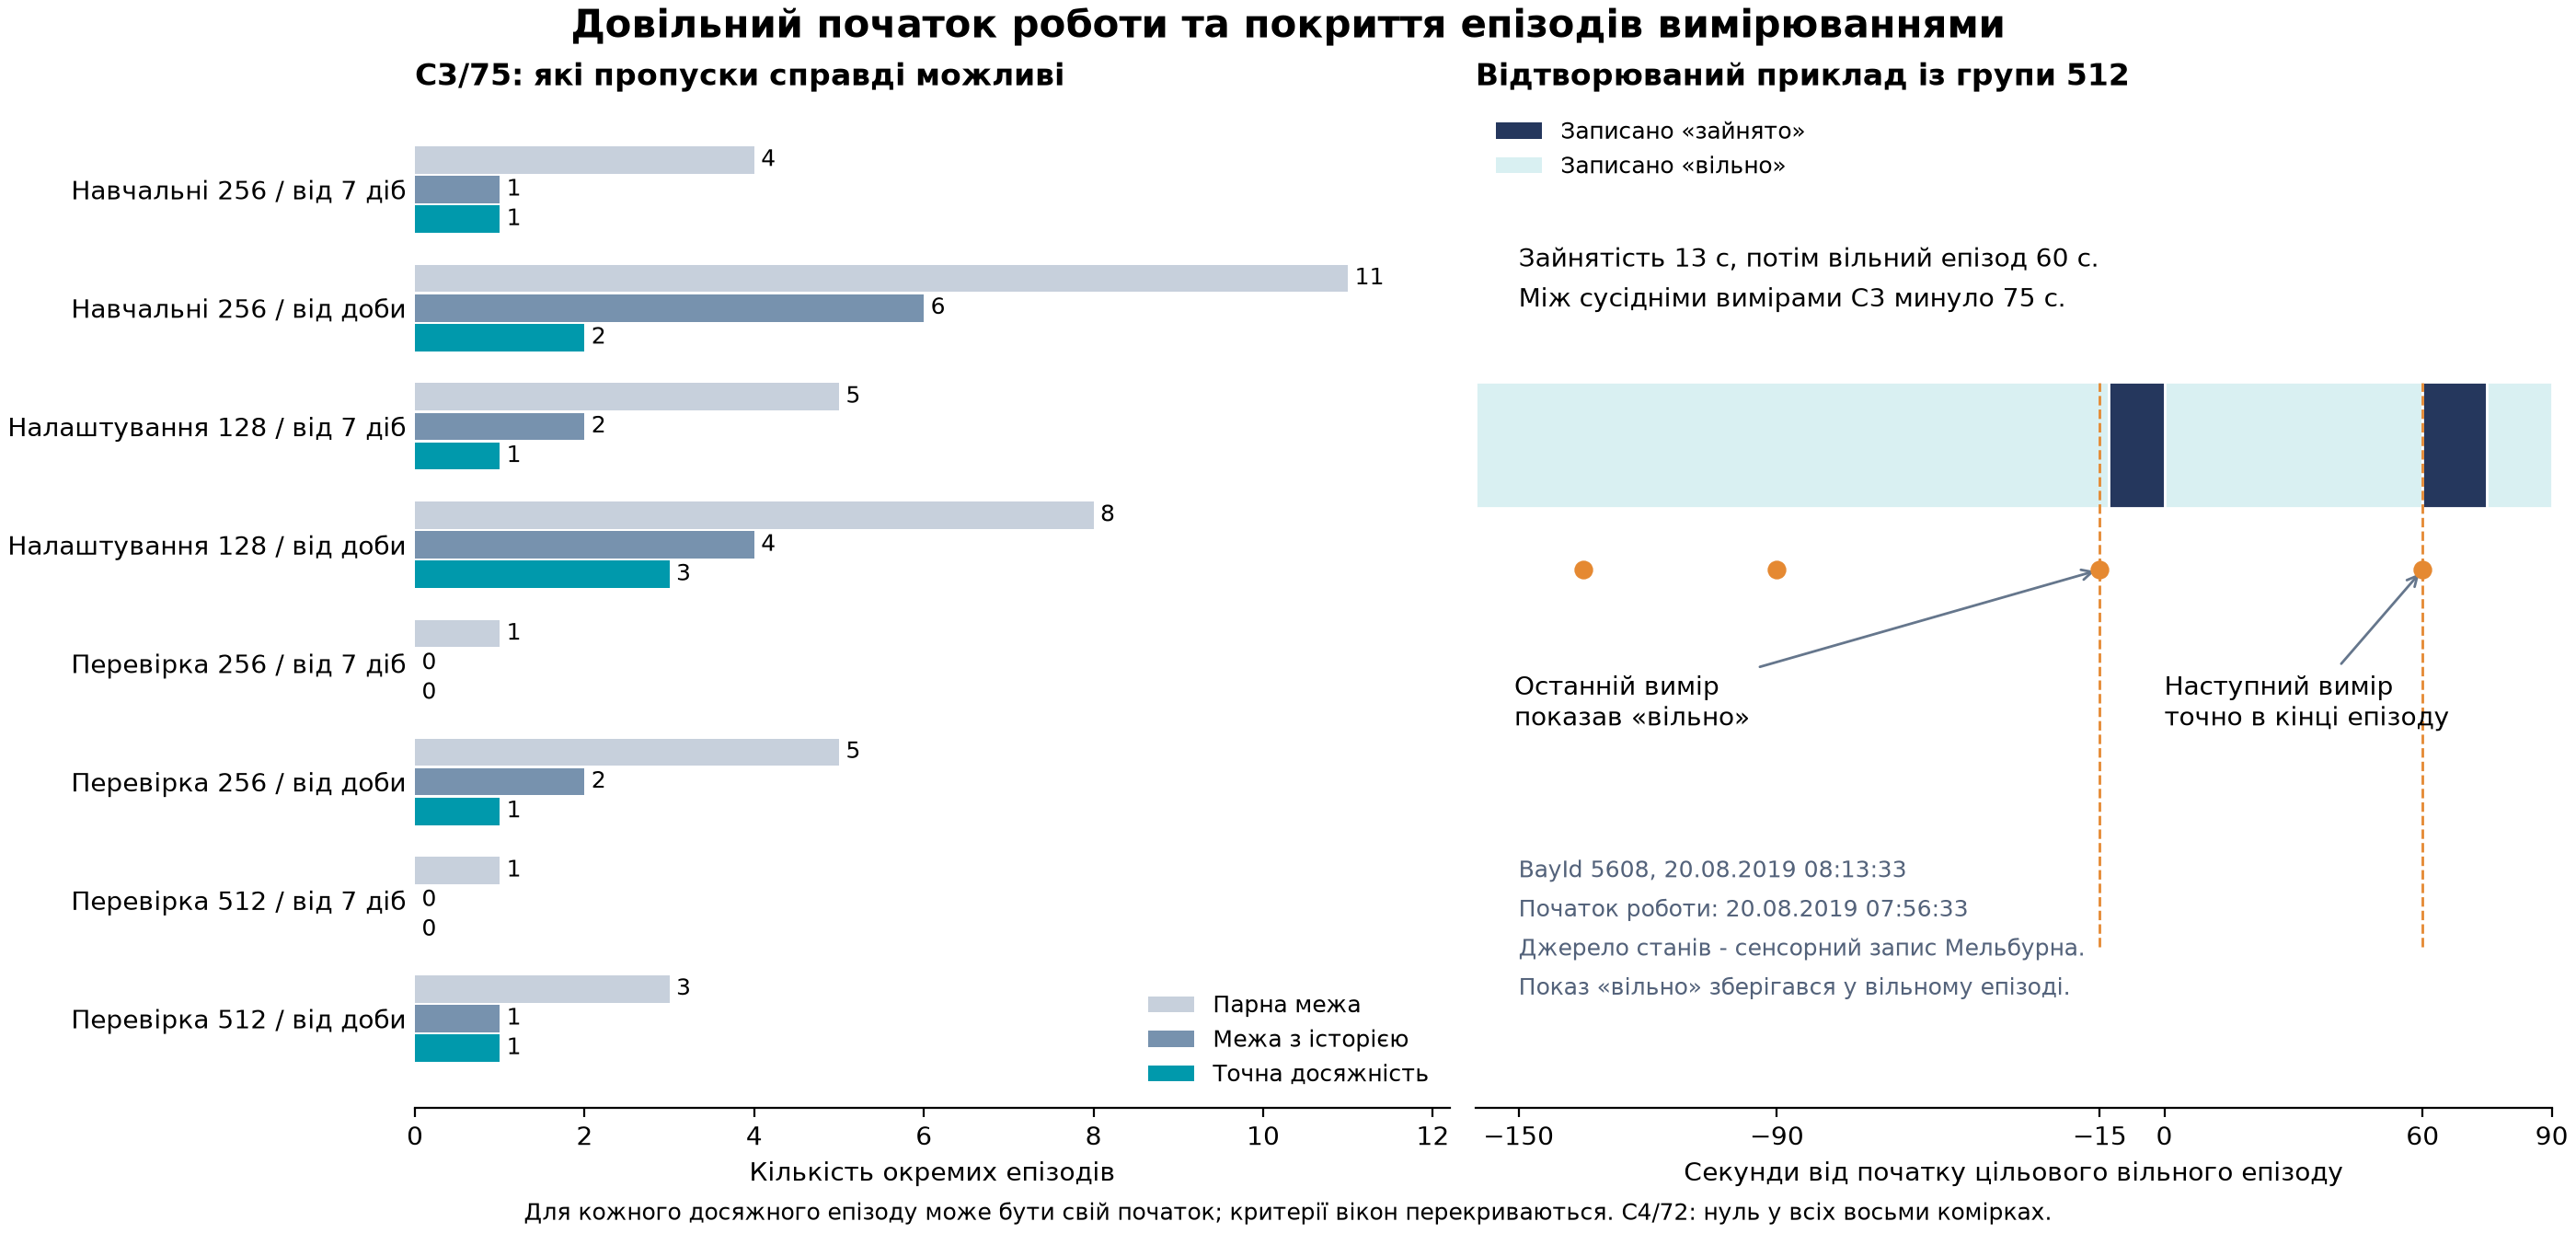 Довільний початок роботи та покриття епізодів вимірюваннями
С3/75: які пропуски справді можливі
Навчальні 256 / від 7 діб
4
1
1
Навчальні 256 / від доби
11
6
2
Налаштування 128 / від 7 діб
5
2
1
Налаштування 128 / від доби
8
4
3
Перевірка 256 / від 7 діб
1
0
0
Перевірка 256 / від доби
5
2
1
Перевірка 512 / від 7 діб
1
0
0
Перевірка 512 / від доби
3
1
1
Парна межа
Межа з історією
Точна досяжність
0 2 4 6 8 10 12
Кількість окремих епізодів
Відтворюваний приклад із групи 512
Записано «зайнято»
Записано «вільно»
Зайнятість 13 с, потім вільний епізод 60 с.
Між сусідніми вимірами С3 минуло 75 с.
Останній вимір
показав «вільно»
Наступний вимір
точно в кінці епізоду
BayId 5608, 20.08.2019 08:13:33
Початок роботи: 20.08.2019 07:56:33
Джерело станів - сенсорний запис Мельбурна.
Показ «вільно» зберігався у вільному епізоді.
−150 −90 −15 0 60 90
Секунди від початку цільового вільного епізоду
Для кожного досяжного епізоду може бути свій початок; критерії вікон перекриваються. С4/72: нуль у всіх восьми комірках.